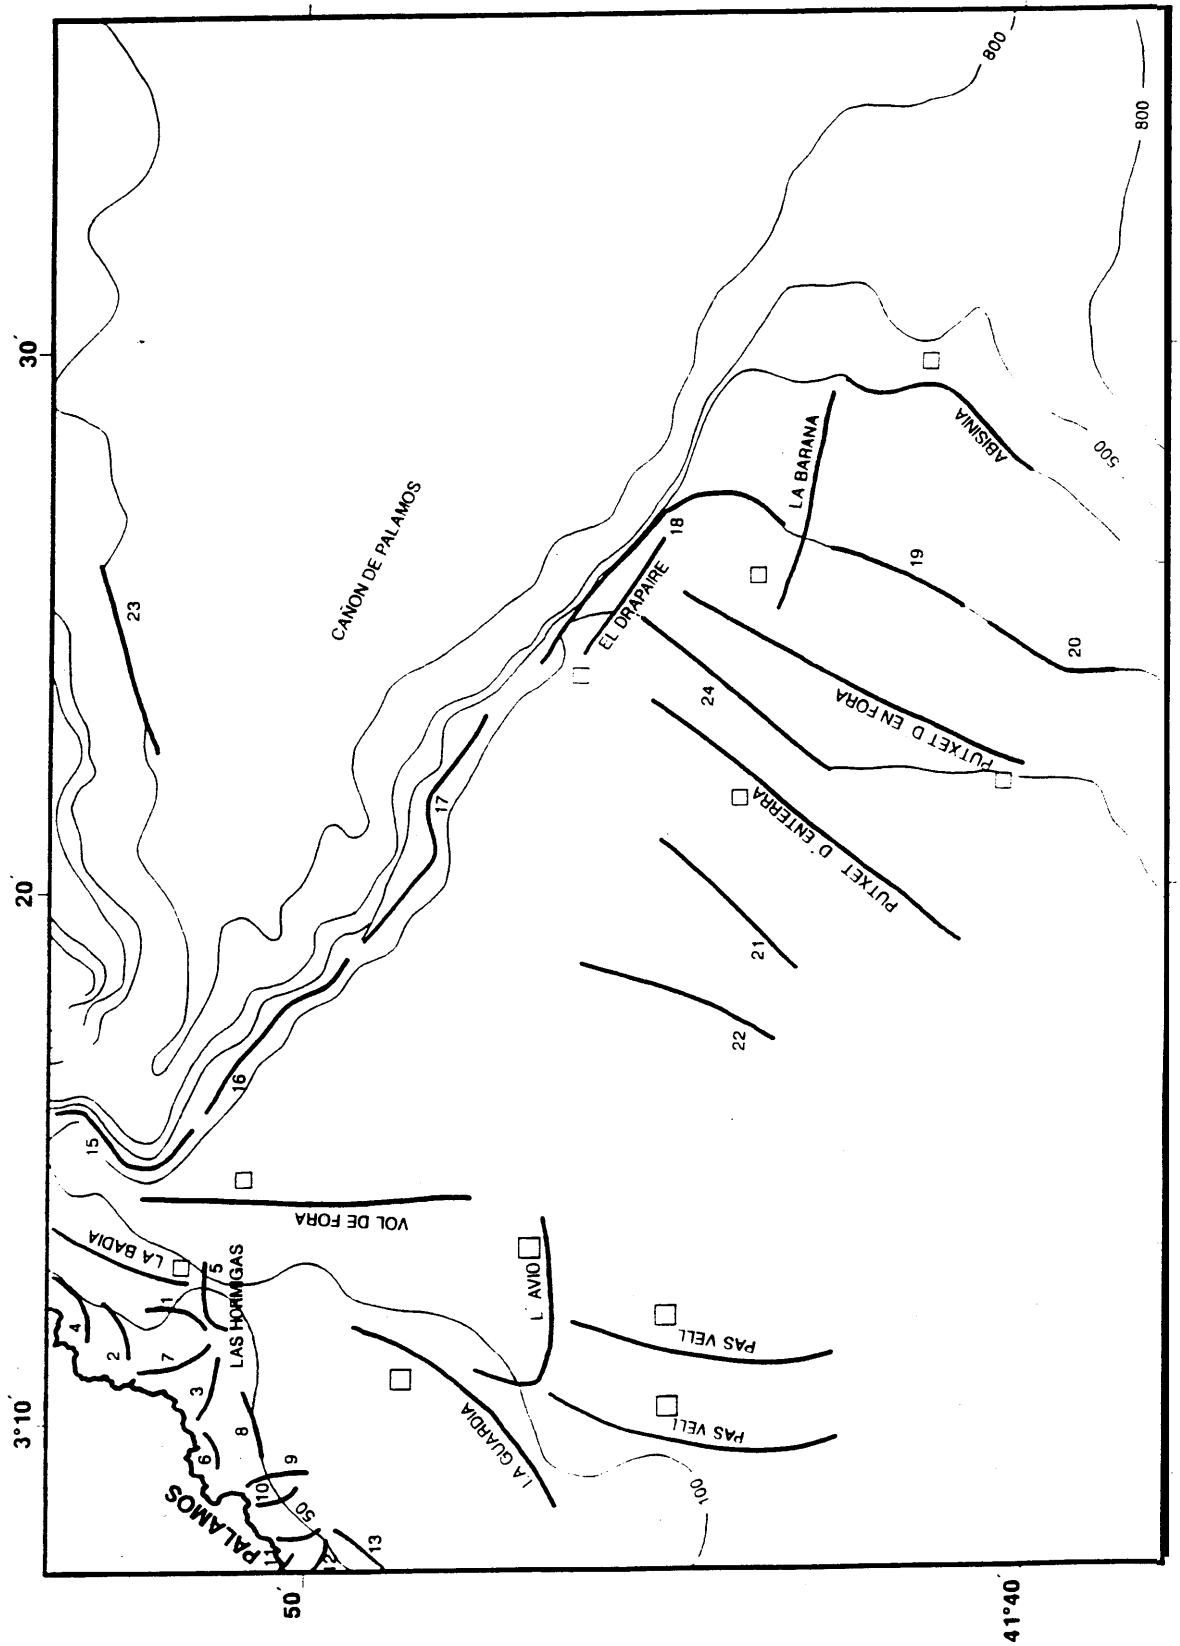 800
800
30´
500
ABISINIA
LA BARANA
18
19
20
EL DRAPAIRE
CAÑON DE PALAMOS
23
24
PUTXET D EN FORA
17
PUTXET D´ENTERRA
20´
21
22
16
15
VOL DE FORA
LA BADIA
5
LAS HORMIGAS
1
4
2
7
3
L´AVIO
PAS VELL
PAS VELL
LA GUARDIA
3°10´
8
6
9
10
50
PALAMOS
11
13
100
50´
41°40´